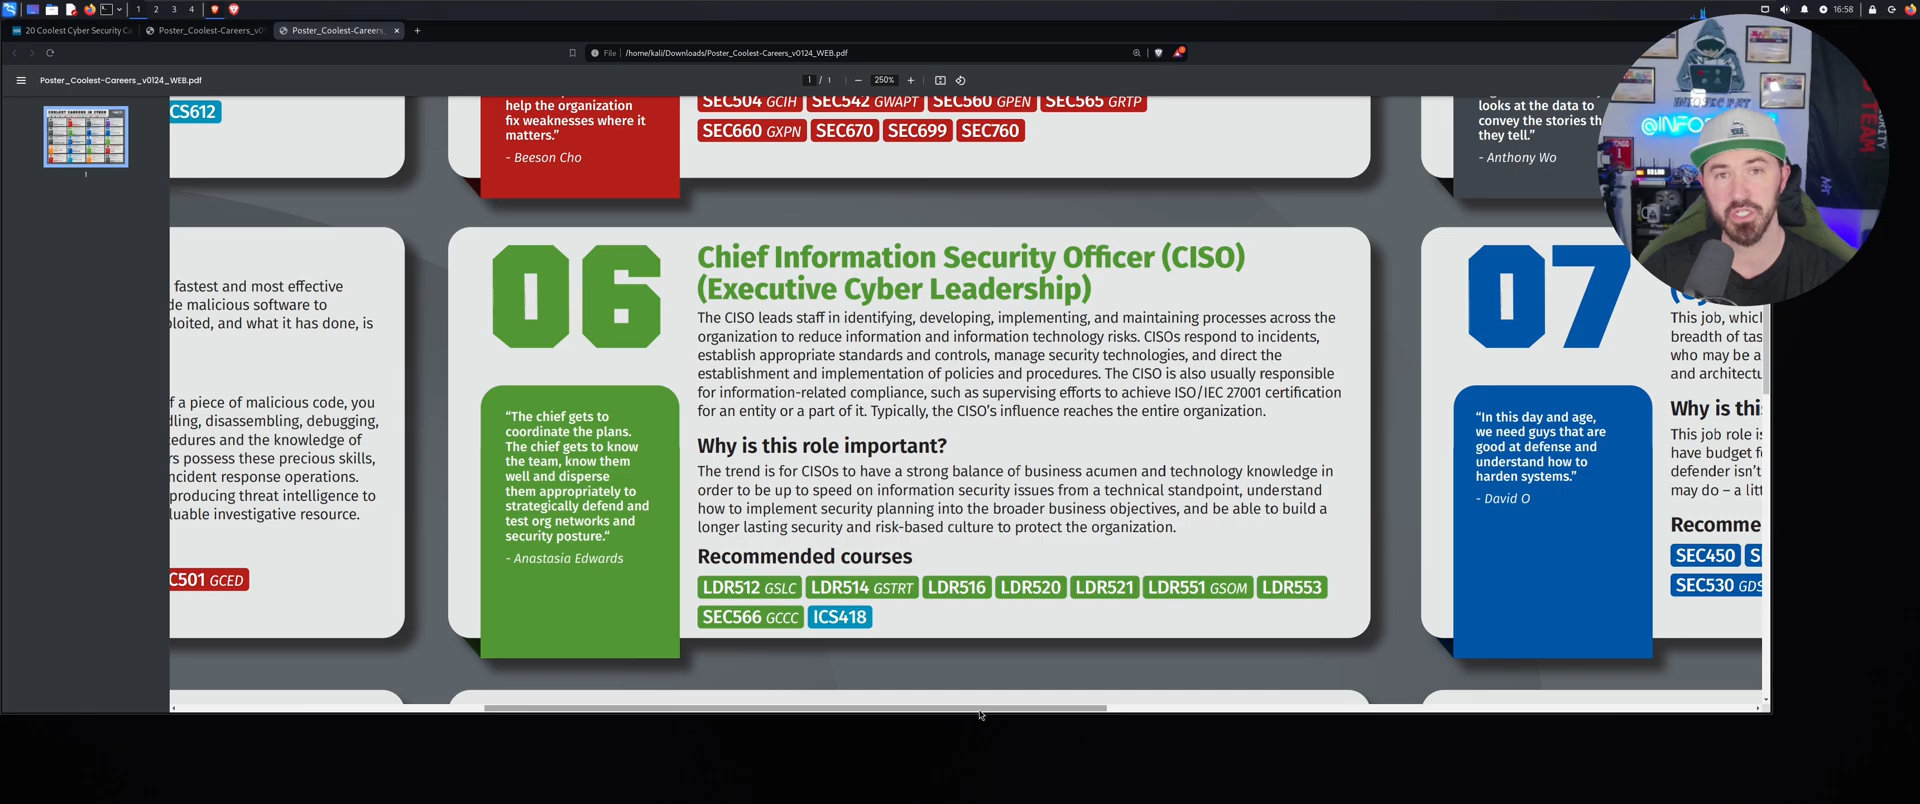 1 2 3 4
16:58
20 Coolest Cyber Security Ca
Poster_Coolest-Careers_v0
Poster_Coolest-Careers_
File /home/kali/Downloads/Poster_Coolest-Careers_v0124_WEB.pdf
Poster_Coolest-Careers_v0124_WEB.pdf
1 / 1
250%
1
ICS612
fastest and most effective
de malicious software to
ploited, and what it has done, is
f a piece of malicious code, you
dling, disassembling, debugging,
cedures and the knowledge of
rs possess these precious skills,
ncident response operations.
producing threat intelligence to
luable investigative resource.
C501 GCED
help the organization
fix weaknesses where it
matters.”
- Beeson Cho
SEC504 GCIH SEC542 GWAPT SEC560 GPEN SEC565 GRTP
SEC660 GXPN SEC670 SEC699 SEC760
06
Chief Information Security Officer (CISO)
(Executive Cyber Leadership)
The CISO leads staff in identifying, developing, implementing, and maintaining processes across the
organization to reduce information and information technology risks. CISOs respond to incidents,
establish appropriate standards and controls, manage security technologies, and direct the
establishment and implementation of policies and procedures. The CISO is also usually responsible
for information-related compliance, such as supervising efforts to achieve ISO/IEC 27001 certification
for an entity or a part of it. Typically, the CISO’s influence reaches the entire organization.
“The chief gets to
coordinate the plans.
The chief gets to know
the team, know them
well and disperse
them appropriately to
strategically defend and
test org networks and
security posture.“
- Anastasia Edwards
Why is this role important?
The trend is for CISOs to have a strong balance of business acumen and technology knowledge in
order to be up to speed on information security issues from a technical standpoint, understand
how to implement security planning into the broader business objectives, and be able to build a
longer lasting security and risk-based culture to protect the organization.
Recommended courses
LDR512 GSLC LDR514 GSTRT LDR516 LDR520 LDR521 LDR551 GSOM LDR553
SEC566 GCCC ICS418
looks at the data to
convey the stories th
they tell.”
- Anthony Wo
07
“In this day and age,
we need guys that are
good at defense and
understand how to
harden systems.”
- David O
This job, whic
breadth of tas
who may be a
and architectu
Why is thi
This job role is
have budget f
defender isn’t
may do – a litt
Recomme
SEC450
SEC530 GDS
INFOSEC PAT
TEAM